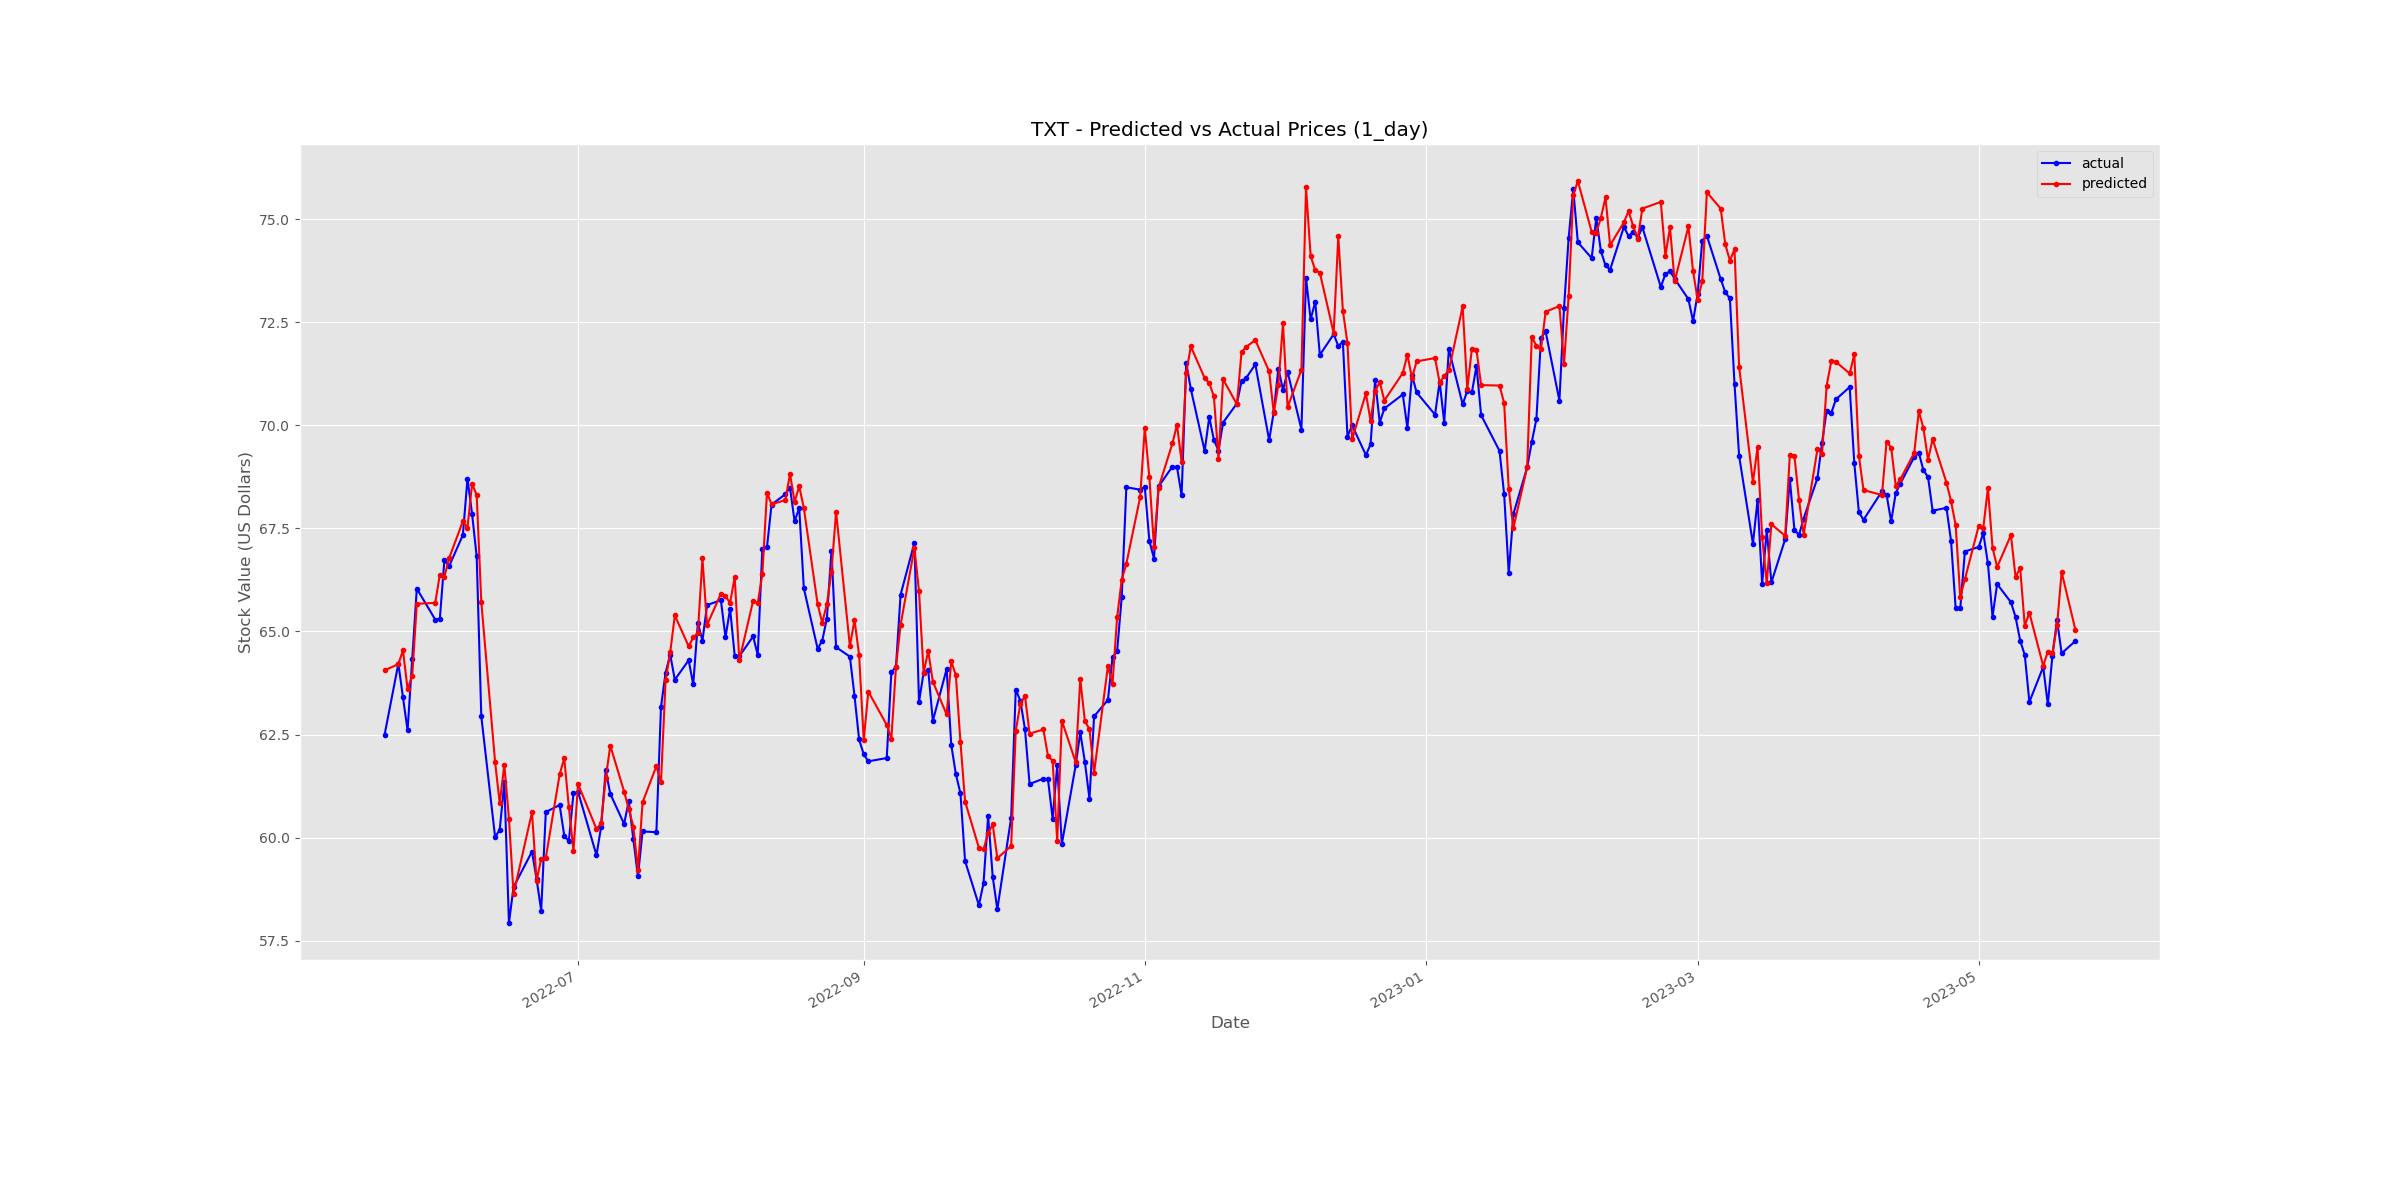 TXT - Predicted vs Actual Prices (1_day)
actual
predicted
75.0
72.5
70.0
67.5
65.0
62.5
60.0
57.5
Stock Value (US Dollars)
2022-07
2022-09
2022-11
2023-01
2023-03
2023-05
Date